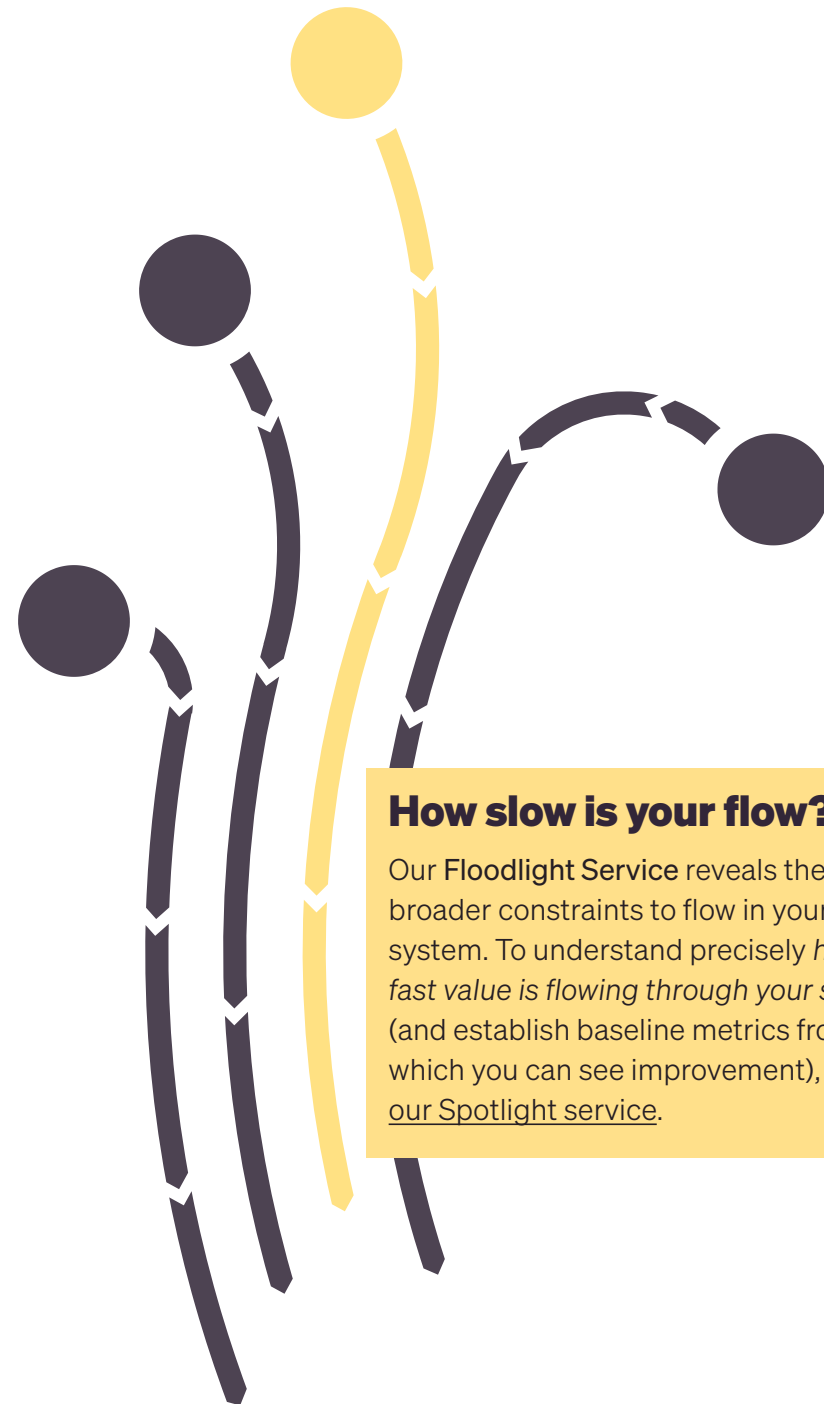 How slow is your flow?
Our Floodlight Service reveals the
broader constraints to flow in your
system. To understand precisely
fast value is flowing through your
(and establish baseline metrics
which you can see improvement),
our Spotlight service.